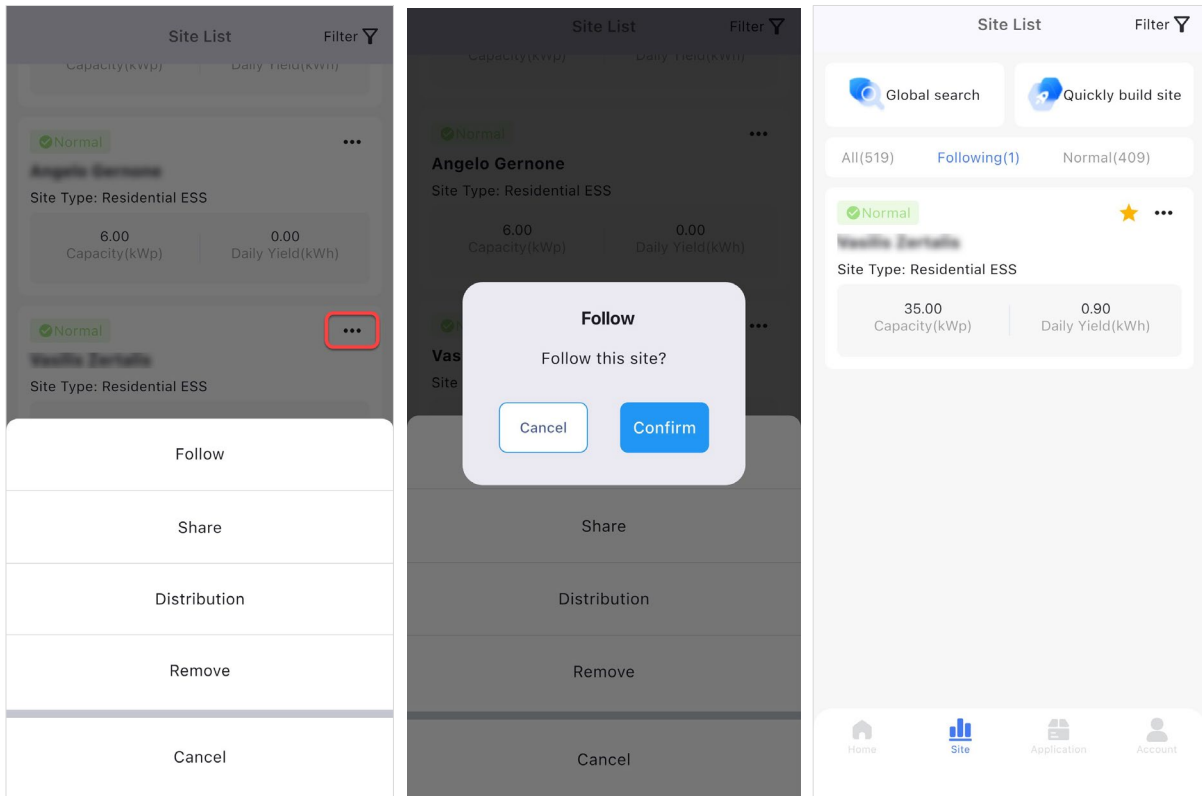 Site List
Filter
Capacity(kWp)
Daily Yield(kWh)
Normal
•••
Site Type: Residential ESS
6.00
0.00
Capacity(kWp)
Daily Yield(kWh)
Normal
•••
Site Type: Residential ESS
Follow
Share
Distribution
Remove
Cancel
Site List
Filter
Capacity(kWp)
Daily Yield(kWh)
Normal
•••
Angelo Gernone
Site Type: Residential ESS
6.00
0.00
Capacity(kWp)
Daily Yield(kWh)
•••
Vas
Site
Follow
Follow this site?
Cancel
Confirm
Share
Distribution
Remove
Cancel
Site List
Filter
Global search
Quickly build site
All(519)
Following(1)
Normal(409)
Normal
•••
Site Type: Residential ESS
35.00
0.90
Capacity(kWp)
Daily Yield(kWh)
Home
Site
Application
Account